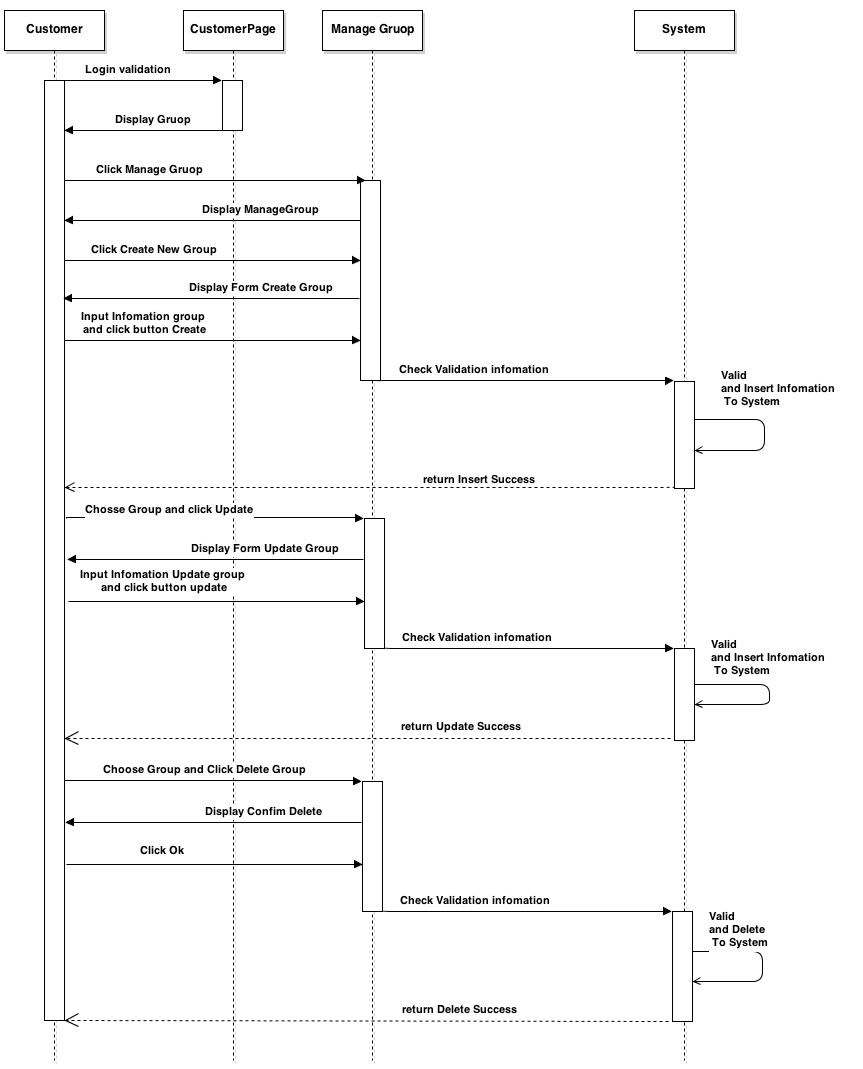 Customer
CustomerPage
Manage Gruop
System
Login validation
Display Gruop
Click Manage Gruop
Display ManageGroup
Click Create New Group
Display Form Create Group
Input Infomation group
and click button Create
Check Validation infomation
Valid
and Insert Infomation
To System
return Insert Success
Chosse Group and click Update
Display Form Update Group
Input Infomation Update group
and click button update
Check Validation infomation
Valid
and Insert Infomation
To System
return Update Success
Choose Group and Click Delete Group
Display Confim Delete
Click Ok
Check Validation infomation
Valid
and Delete
To System
return Delete Success